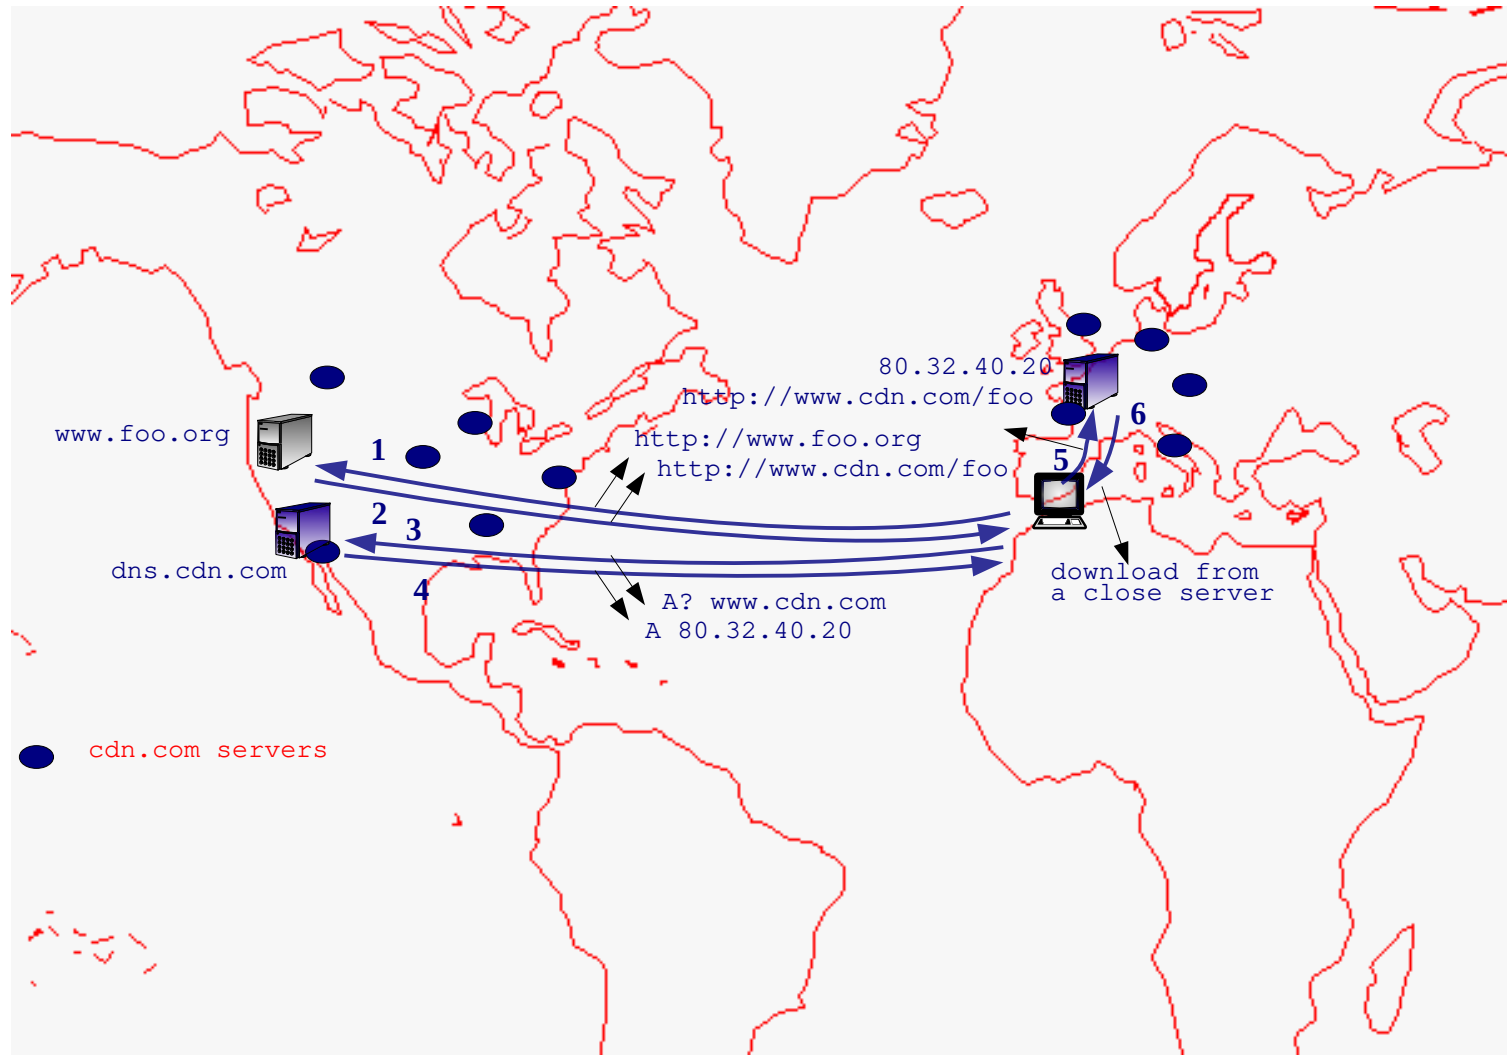 80.32.40.20
http://www.cdn.com/foo
6
www.foo.org
1
http://www.foo.org
http://www.cdn.com/foo
5
2
3
dns.cdn.com
4
download from
a close server
A? www.cdn.com
A 80.32.40.20
cdn.com servers